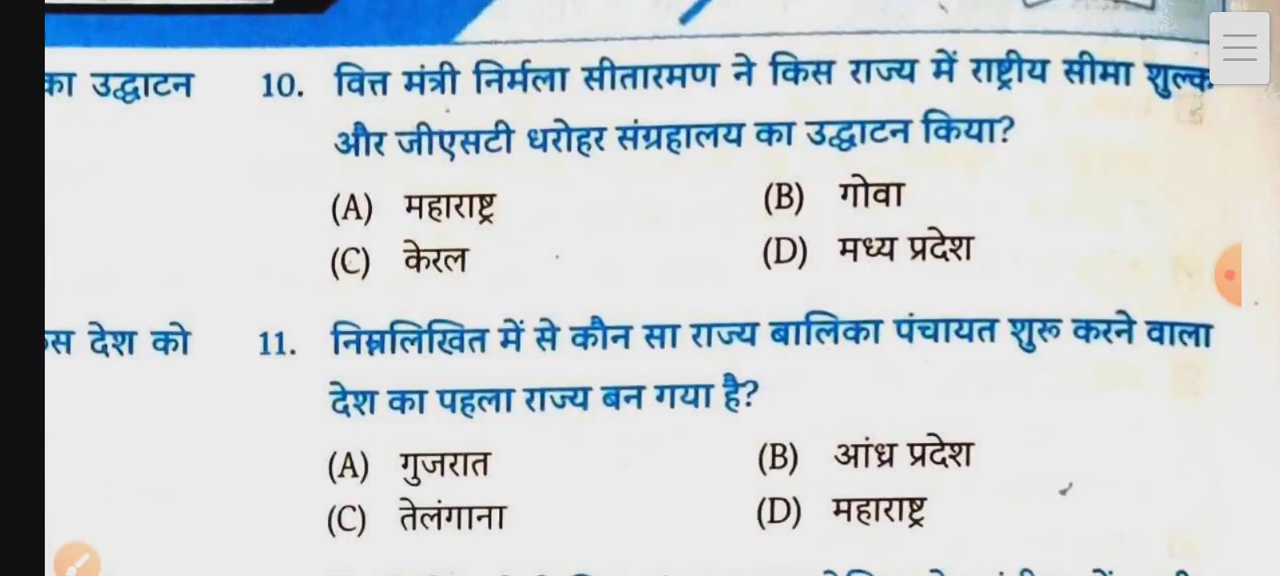 का उद्घाटन
10. वित्त मंत्री निर्मला सीतारमण ने किस राज्य में राष्ट्रीय सीमा शुल्क
और जीएसटी धरोहर संग्रहालय का उद्घाटन किया?
(A) महाराष्ट्र (B) गोवा
(C) केरल (D) मध्य प्रदेश
देश को
11. निम्नलिखित में से कौन सा राज्य बालिका पंचायत शुरू करने वाला
देश का पहला राज्य बन गया है?
(A) गुजरात (B) आंध्र प्रदेश
(C) तेलंगाना (D) महाराष्ट्र